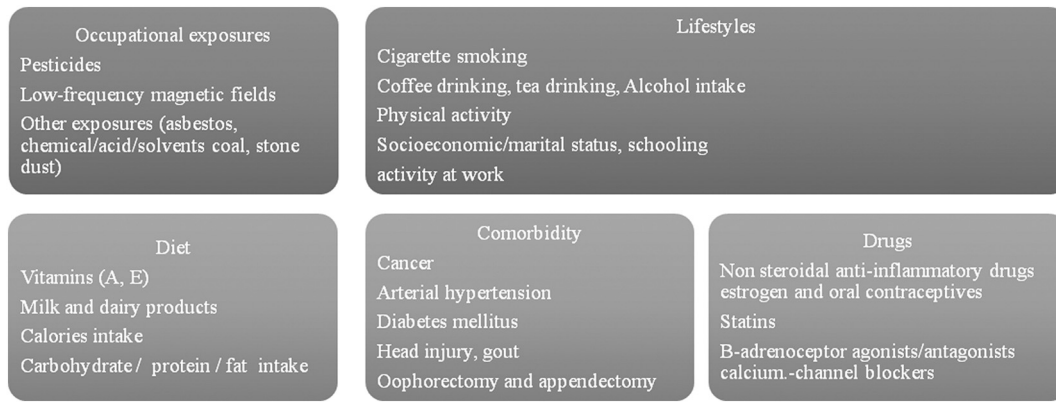 Occupational exposures
Pesticides
Low-frequency magnetic fields
Other exposures (asbestos,
chemical/acid/solvents coal, stone
dust)
Lifestyles
Cigarette smoking
Coffee drinking, tea drinking, Alcohol intake
Physical activity
Socioeconomic/marital status, schooling
activity at work
Diet
Vitamins (A, E)
Milk and dairy products
Calories intake
Carbohydrate / protein / fat intake
Comorbidity
Cancer
Arterial hypertension
Diabetes mellitus
Head injury, gout
Oophorectomy and appendectomy
Drugs
Non steroidal anti-inflammatory drugs
estrogen and oral contraceptives
Statins
B-adrenoceptor agonists/antagonists
calcium.-channel blockers